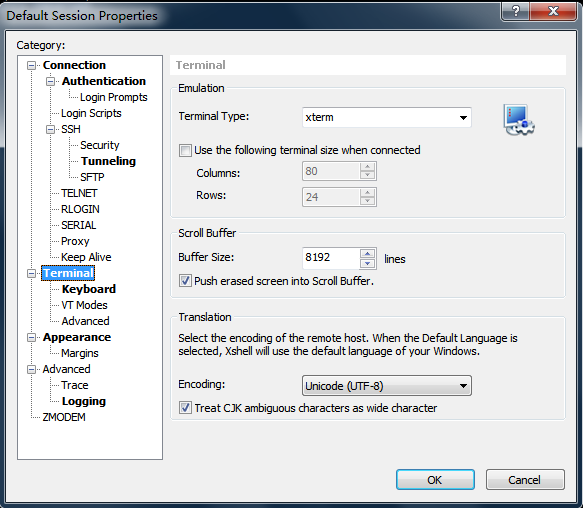 Default Session Properties
Category:
Connection
Authentication
Login Prompts
Login Scripts
SSH
Security
Tunneling
SFTP
TELNET
RLOGIN
SERIAL
Proxy
Keep Alive
Terminal
Keyboard
VT Modes
Advanced
Appearance
Margins
Advanced
Trace
Logging
ZMODEM
Terminal
Emulation
Terminal Type: xterm
Use the following terminal size when connected
Columns: 80
Rows: 24
Scroll Buffer
Buffer Size: 8192 lines
Push erased screen into Scroll Buffer.
Translation
Select the encoding of the remote host. When the Default Language is
selected, Xshell will use the default language of your Windows.
Encoding: Unicode (UTF-8)
Treat CJK ambiguous characters as wide character
OK Cancel